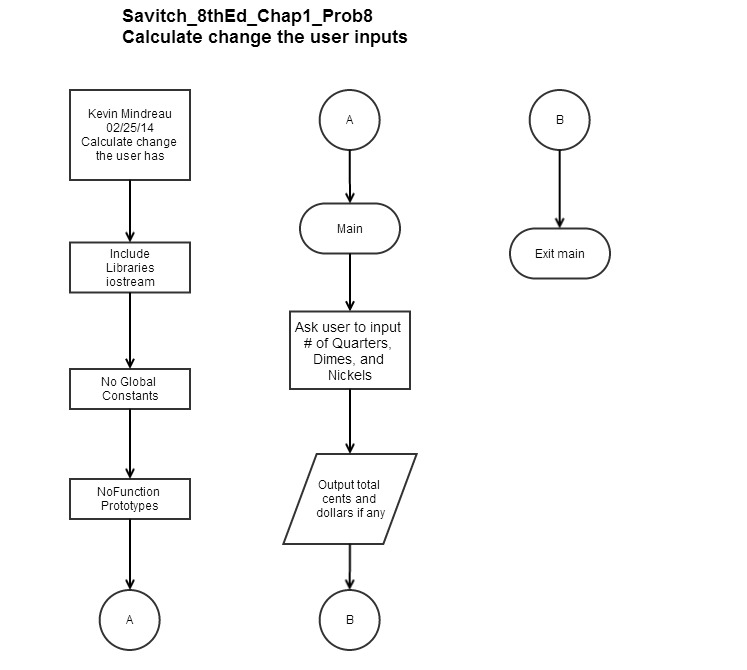 Savitch_8thEd_Chap1_Prob8
Calculate change the user inputs
Kevin Mindreau
02/25/14
Calculate change
the user has
Include
Libraries
iostream
No Global
Constants
NoFunction
Prototypes
A
A
Main
Ask user to input
# of Quarters,
Dimes, and
Nickels
Output total
cents and
dollars if any
B
B
Exit main